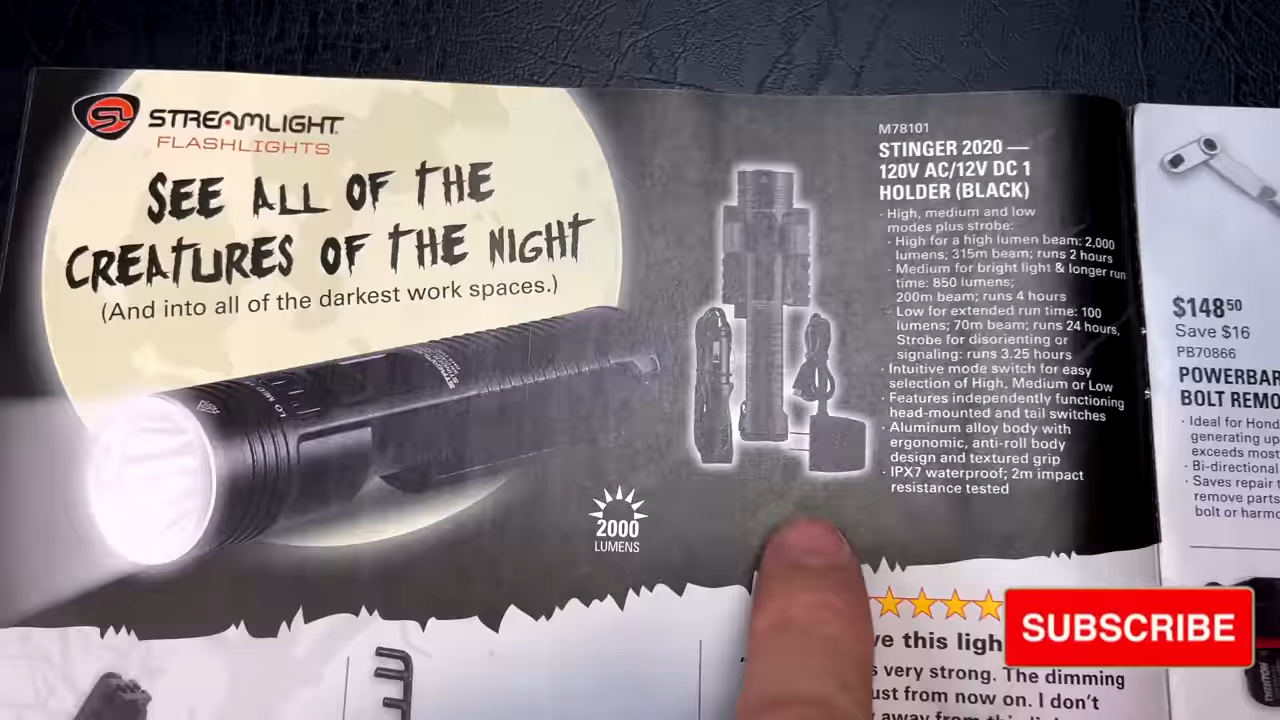 STREAMLIGHT
FLASHLIGHTS
SEE ALL OF THE
CREATURES OF THE NIGHT
(And into all of the darkest work spaces.)
2000
LUMENS
M78101
STINGER 2020 —
120V AC/12V DC 1
HOLDER (BLACK)
· High, medium and low
modes plus strobe:
· High for a high lumen beam: 2,000
lumens; 315m beam; runs 2 hours
· Medium for bright light & longer run
time: 850 lumens;
200m beam; runs 4 hours
· Low for extended run time: 100
lumens; 70m beam; runs 24 hours,
Strobe for disorienting or
signaling: runs 3.25 hours
· Intuitive mode switch for easy
selection of High, Medium or Low
· Features independently functioning
head-mounted and tail switches
· Aluminum alloy body with
ergonomic, anti-roll body
design and textured grip
· IPX7 waterproof; 2m impact
resistance tested
this
very strong. The dimming
from now on. I don't
away
$148.50
Save $16
PB70866
POWERBAR
BOLT
· Ideal for
generating up
exceeds most
· Bi-directional
· Saves repair
remove parts
bolt or
SUBSCRIBE